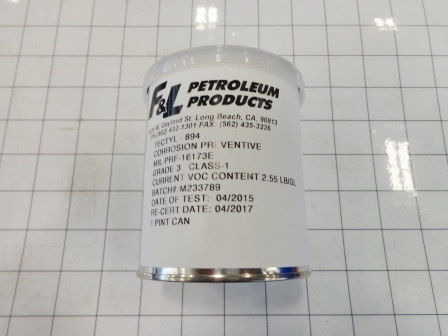 F&L PETROLEUM
PRODUCTS
W. Gaylord St. Long Beach, CA. 90813
432-1301 FAX: (562) 435-3236
TECTYL - 894
CORROSION PREVENTIVE
MIL-PRF-16173E
GRADE 3 CLASS-1
CURRENT VOC CONTENT 2.55 LB/GL
BATCH#: M233789
DATE OF TEST: 04/2015
RE-CERT DATE: 04/2017
1 PINT CAN